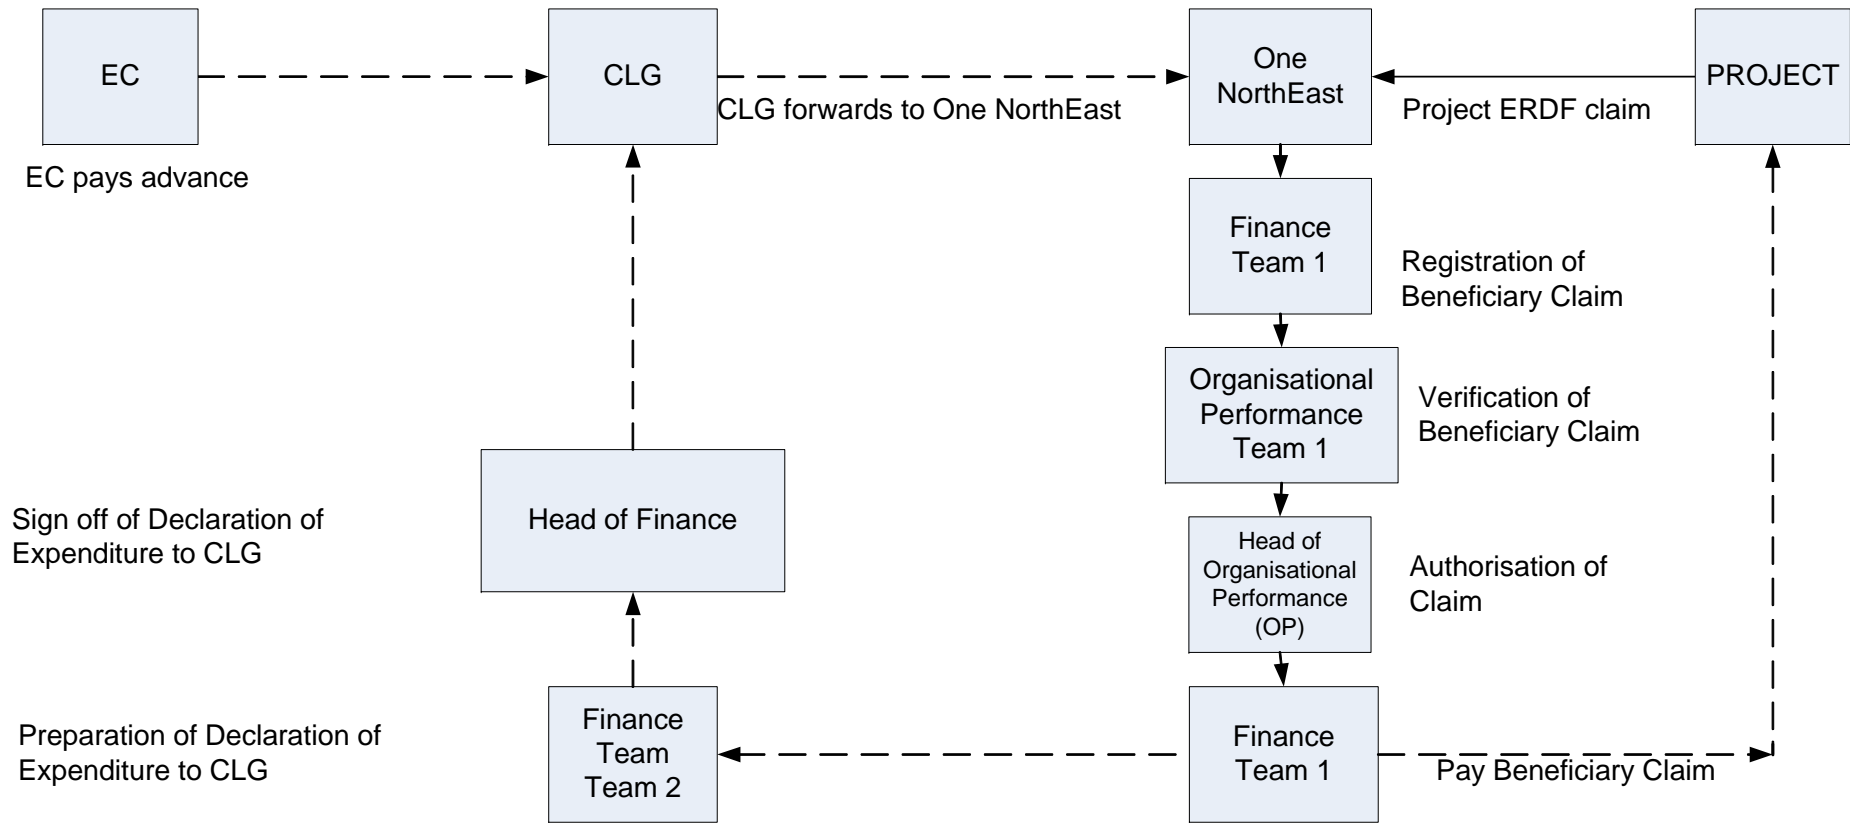 EC
CLG
One
NorthEast
PROJECT
CLG forwards to One NorthEast
Project ERDF claim
EC pays advance
Finance
Team 1
Registration of
Beneficiary Claim
Organisational
Performance
Team 1
Verification of
Beneficiary Claim
Sign off of Declaration of
Expenditure to CLG
Head of Finance
Head of
Organisational
Performance
(OP)
Authorisation of
Claim
Preparation of Declaration of
Expenditure to CLG
Finance
Team
Team 2
Finance
Team 1
Pay Beneficiary Claim